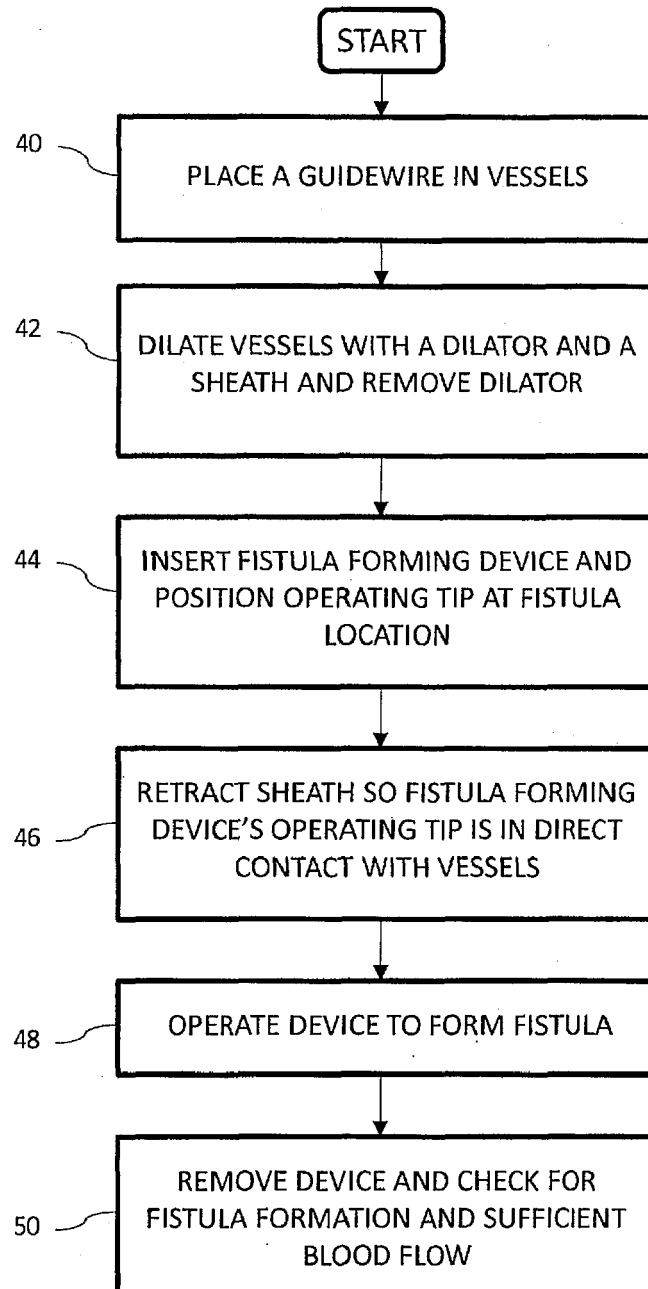 START
40
PLACE A GUIDEWIRE IN VESSELS
42
DILATE VESSELS WITH A DILATOR AND A
SHEATH AND REMOVE DILATOR
44
INSERT FISTULA FORMING DEVICE AND
POSITION OPERATING TIP AT FISTULA
LOCATION
46
RETRACT SHEATH SO FISTULA FORMING
DEVICE'S OPERATING TIP IS IN DIRECT
CONTACT WITH VESSELS
48
OPERATE DEVICE TO FORM FISTULA
50
REMOVE DEVICE AND CHECK FOR
FISTULA FORMATION AND SUFFICIENT
BLOOD FLOW